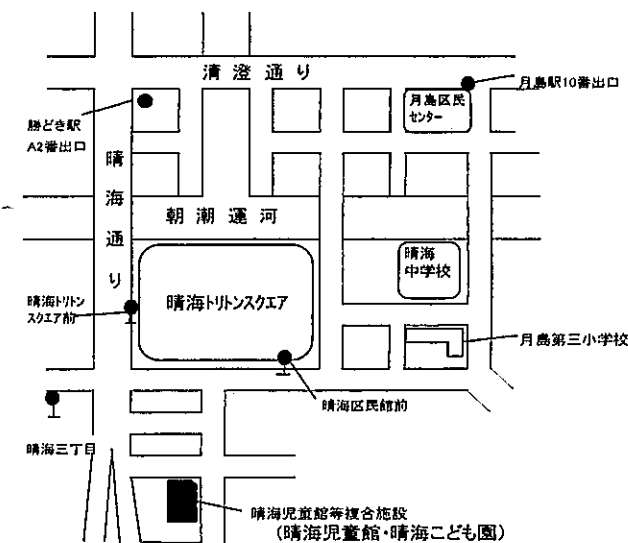 清澄通り
月島駅10番出口
月島区民
センター
勝どき駅
A2番出口
晴海通り
朝潮運河
晴海
中学校
晴海トリトンスクエア
晴海トリトン
スクエア前
月島第三小学校
晴海区民館前
晴海三丁目
晴海児童館等複合施設
(晴海児童館・晴海こども園)